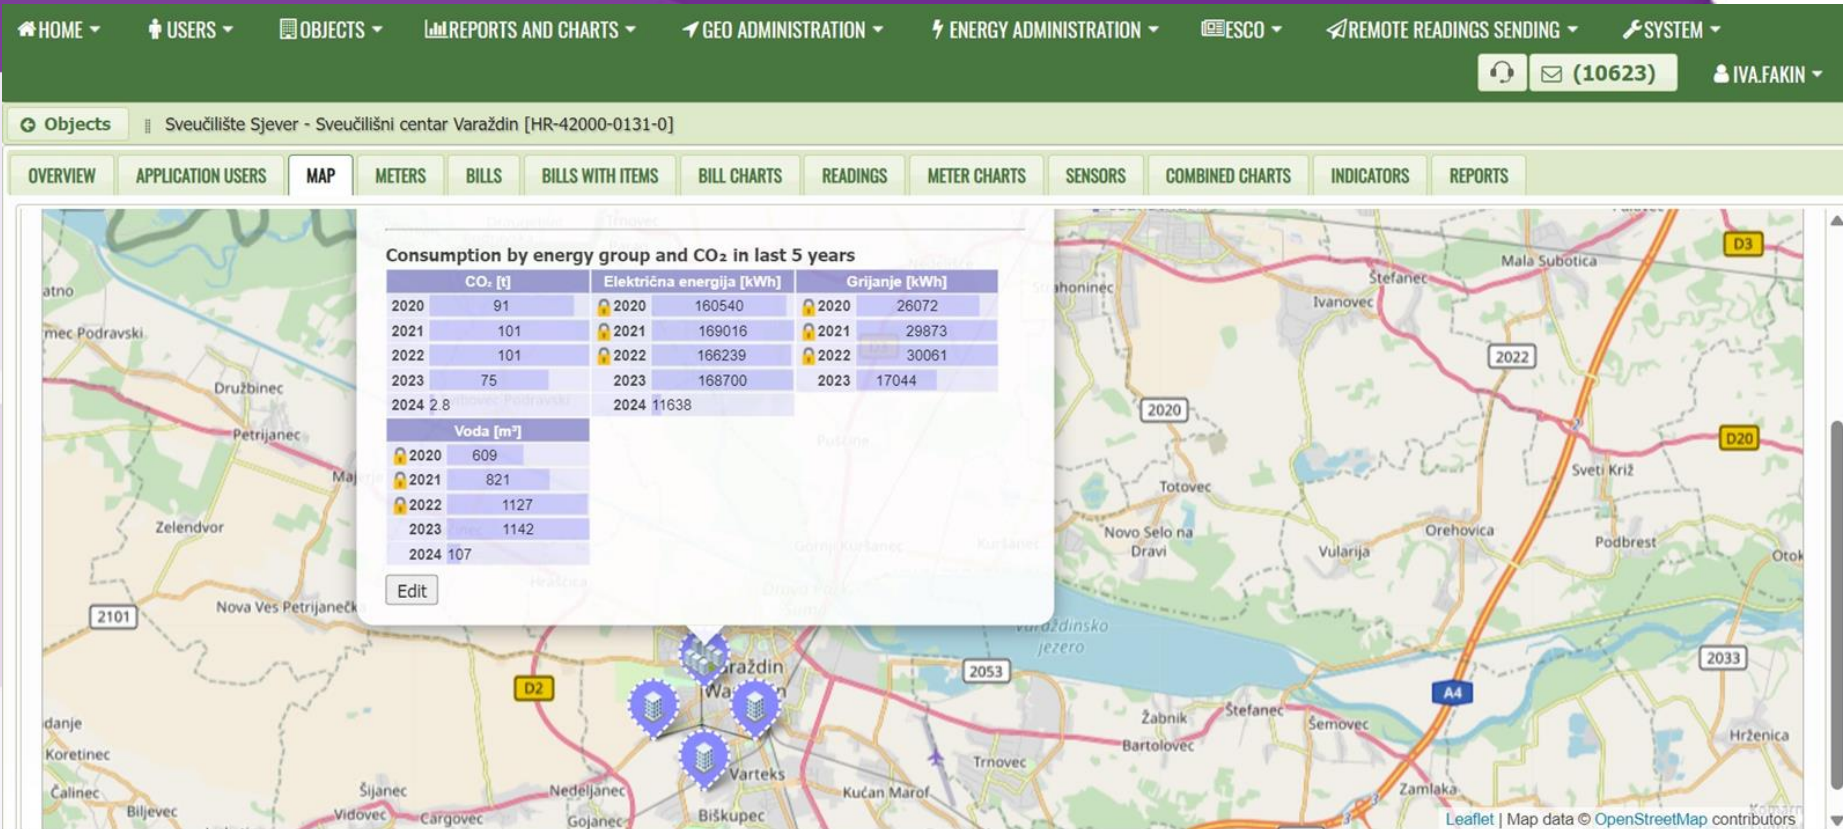 HOME USERS OBJECTS REPORTS AND CHARTS GEO ADMINISTRATION ENERGY ADMINISTRATION ESCO REMOTE READINGS SENDING SYSTEM
(10623) IVA.FAKIN
Objects Sveučilište Sjever - Sveučilišni centar Varaždin [HR-42000-0131-0]
OVERVIEW APPLICATION USERS MAP METERS BILLS BILLS WITH ITEMS BILL CHARTS READINGS METER CHARTS SENSORS COMBINED CHARTS INDICATORS REPORTS
Consumption by energy group and CO₂ in last 5 years
CO₂ [t] Električna energija [kWh] Grijanje [kWh]
2020 91 2020 160540 2020 26072
2021 101 2021 169016 2021 29873
2022 101 2022 166239 2022 30061
2023 75 2023 168700 2023 17044
2024 2.8 2024 11638
Voda [m³]
2020 609
2021 821
2022 1127
2023 1142
2024 107
Edit
D3
Mala Subotica
Štefanec
atno
ahoninec
Ivanovec
mec Podravski
2022
Družbinec
2020
Petrijanec
D20
Sveti Križ
Totovec
Zelendvor
Novo Selo na
Dravi
Orehovica
Vularija
Podbrest
Otok
Kuršanec
Nova Ves Petrijanečk
2101
Varaždinsko
jezero
2053
2033
raždin
D2
A4
danje
Žabnik
Štefanec
Šemovec
Hrženica
Koretinec
Bartolovec
Trnovec
Varteks
Čalinec
Šijanec
Nedeljanec
Kućan Marof
Zamlaka
Biljevec
Vidovec
Cargovec
Gojanec
Biškupec
Leaflet | Map data © OpenStreetMap contributors